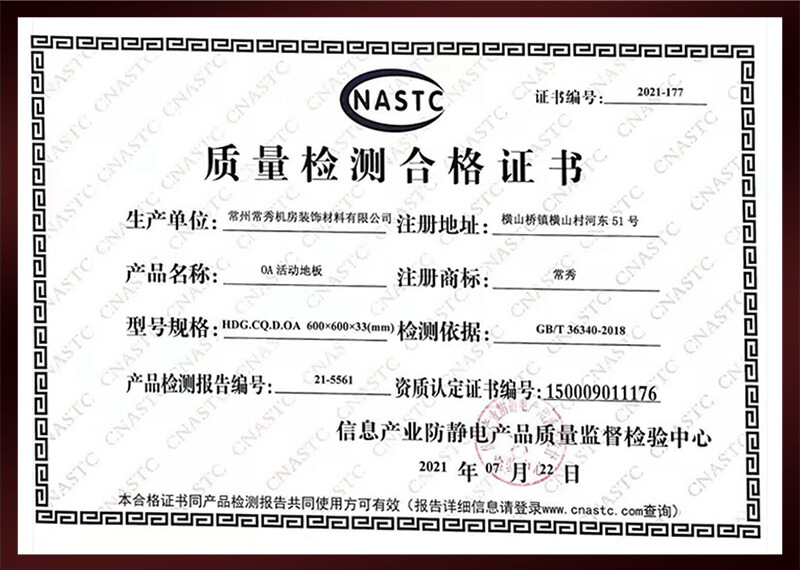 CNASTC
证书编号: 2021-177
质量检测合格证书
生产单位: 常州常秀机房装饰材料有限公司 注册地址: 横山桥镇横山村河东 51 号
产品名称: OA 活动地板 注册商标: 常秀
型号规格: HDG.CQ.D.OA 600×600×33(mm) 检测依据: GB/T 36340-2018
产品检测报告编号: 21-5561 资质认定证书编号: 150009011176
信息产业防静电产品质量监督检验中心
2021 年 07 月 22 日
本合格证书同产品检测报告共同使用方可有效 (报告详细信息请登录www.cnastc.com查询)